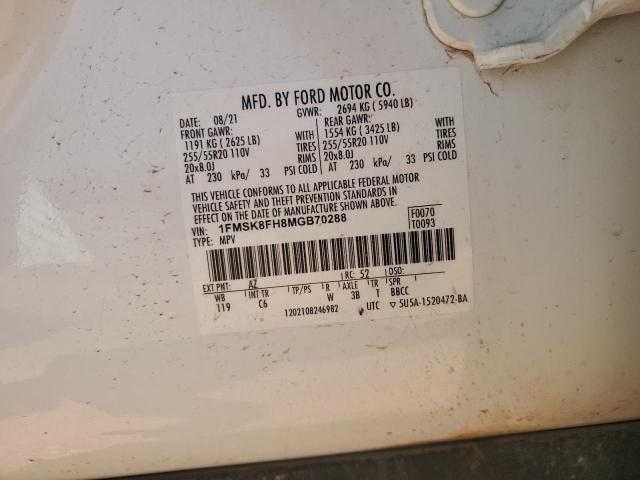 MFD. BY FORD MOTOR CO.
DATE: 08/21 GVWR: 2694 KG ( 5940 LB)
FRONT GAWR: REAR GAWR:
1191 KG ( 2625 LB) WITH 1554 KG ( 3425 LB) WITH
255/55R20 110V TIRES 255/55R20 110V TIRES
20x8.0J RIMS 20x8.0J RIMS
AT 230 kPa/ 33 PSI COLD AT 230 kPa/ 33 PSI COLD
THIS VEHICLE CONFORMS TO ALL APPLICABLE FEDERAL MOTOR
VEHICLE SAFETY AND THEFT PREVENTION STANDARDS IN
EFFECT ON THE DATE OF MANUFACTURE SHOWN ABOVE.
VIN: 1FMSK8FH8MGB70288 F0070
TYPE: MPV T0093
EXT PNT: AZ RC: 52 DSO:
WB INT TR TP/PS R AXLE TR SPR
119 C6 W 3B T BBCC
1202108246982 UTC ▽ 5U5A-1520472-BA